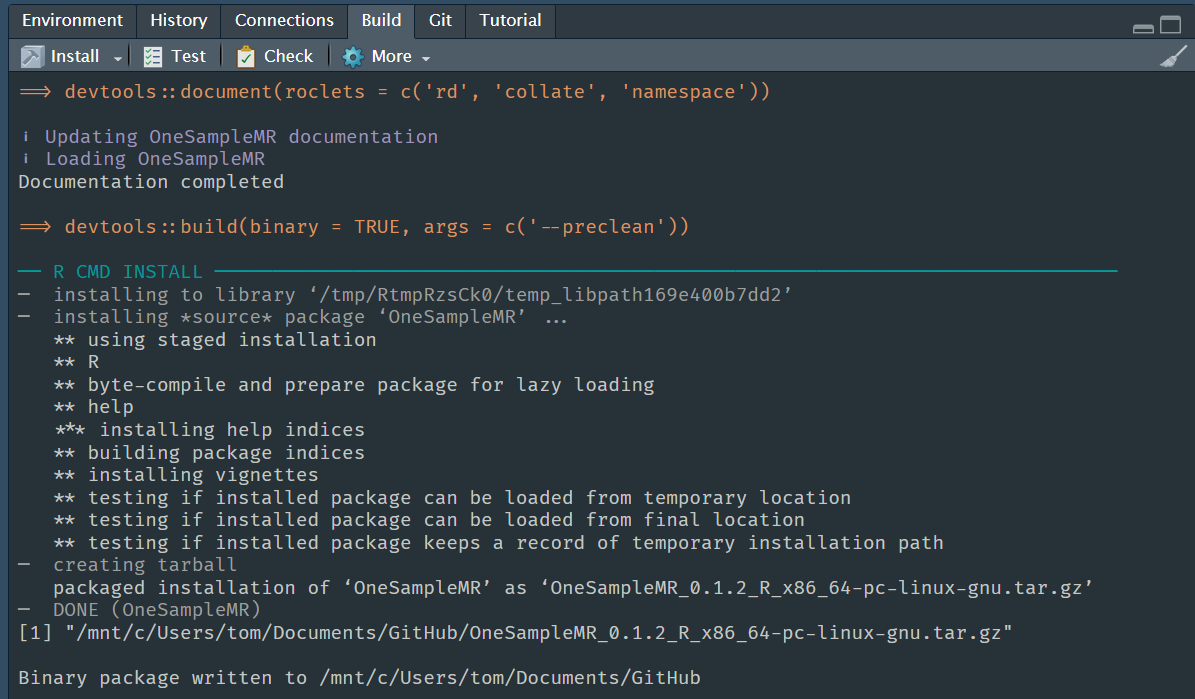 Environment History Connections Build Git Tutorial
Install Test Check More
==> devtools::document(roclets = c('rd', 'collate', 'namespace'))
i Updating OneSampleMR documentation
i Loading OneSampleMR
Documentation completed
==> devtools::build(binary = TRUE, args = c('--preclean'))
── R CMD INSTALL ──────────────────────────────────────────────────────────────
─ installing to library ‘/tmp/RtmpRzsCk0/temp_libpath169e400b7dd2’
─ installing *source* package ‘OneSampleMR’ ...
** using staged installation
** R
** byte-compile and prepare package for lazy loading
** help
*** installing help indices
** building package indices
** installing vignettes
** testing if installed package can be loaded from temporary location
** testing if installed package can be loaded from final location
** testing if installed package keeps a record of temporary installation path
─ creating tarball
packaged installation of ‘OneSampleMR’ as ‘OneSampleMR_0.1.2_R_x86_64-pc-linux-gnu.tar.gz’
─ DONE (OneSampleMR)
[1] "/mnt/c/Users/tom/Documents/GitHub/OneSampleMR_0.1.2_R_x86_64-pc-linux-gnu.tar.gz"
Binary package written to /mnt/c/Users/tom/Documents/GitHub